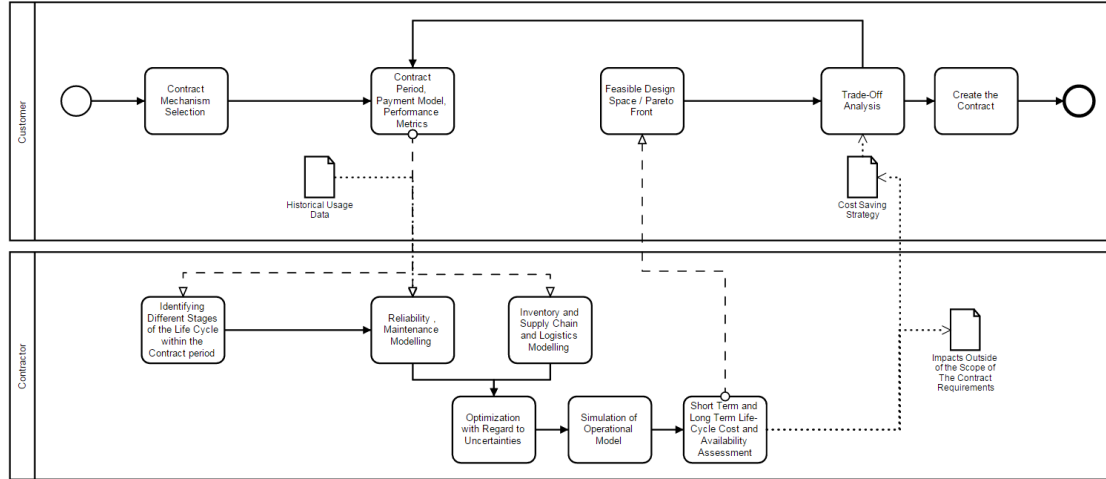 Customer
Contract
Mechanism
Selection
Contract
Period,
Payment Model,
Performance
Metrics
Feasible Design
Space / Pareto
Front
Trade-Off
Analysis
Create the
Contract
Historical Usage
Data
Cost Saving
Strategy
Contractor
Identifying
Different Stages
of the Life Cycle
within the
Contract period
Reliability ,
Maintenance
Modelling
Inventory and
Supply Chain
and Logistics
Modelling
Impacts Outside
of the Scope of
The Contract
Requirements
Optimization
with Regard to
Uncertainties
Simulation of
Operational
Model
Short Term and
Long Term Life-
Cycle Cost and
Availability
Assessment